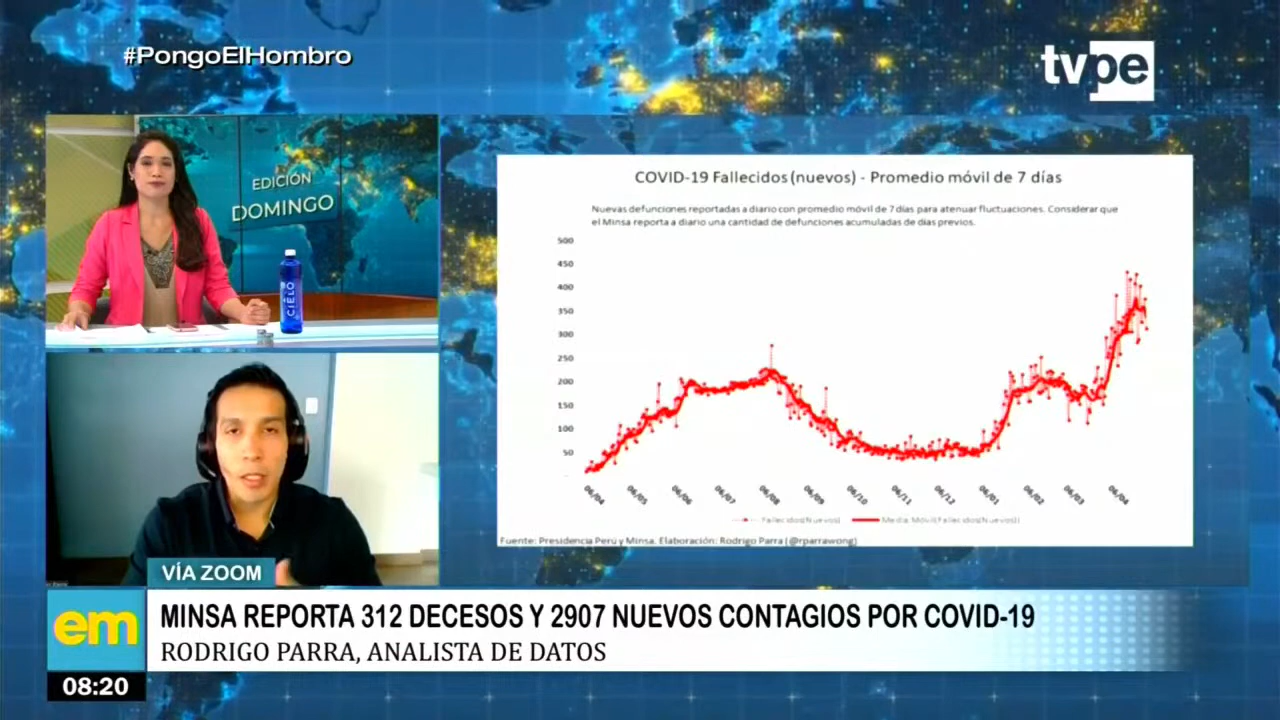 #PongoElHombro
tvpe
EDICIÓN
DOMINGO
CIELO
COVID-19 Fallecidos (nuevos) - Promedio móvil de 7 días
Nuevas defunciones reportadas a diario con promedio móvil de 7 días para atenuar fluctuaciones. Considerar que
el Minsa reporta a diario una cantidad de defunciones acumuladas de días previos.
500
450
400
350
300
250
200
150
100
50
-
06/04 06/05 06/06 06/07 06/08 06/09 06/10 06/11 06/12 06/01 06/02 06/03 06/04
Fallecidos(Nuevos) Media Móvil(Fallecidos(Nuevos))
Fuente: Presidencia Perú y Minsa. Elaboración: Rodrigo Parra (@rparrawong)
VÍA ZOOM
em
MINSA REPORTA 312 DECESOS Y 2907 NUEVOS CONTAGIOS POR COVID-19
RODRIGO PARRA, ANALISTA DE DATOS
08:20